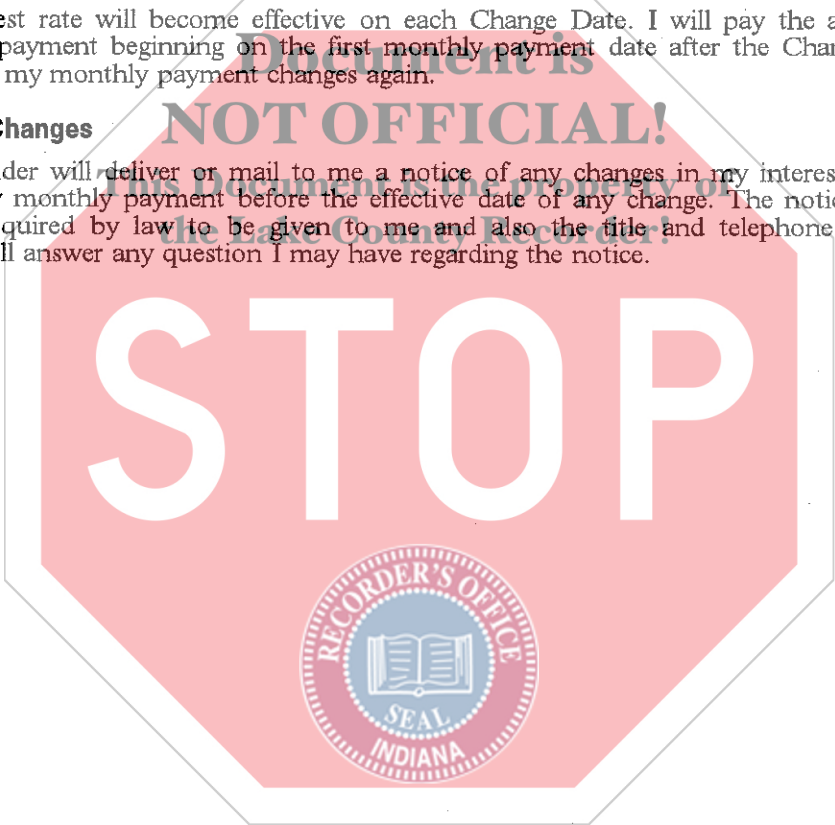 est rate will become effective on each Change Date. I will pay the a
payment beginning on the first monthly payment date after the Chan
my monthly payment changes again.
Document is
Changes
NOT OFFICIAL!
der will deliver or mail to me a notice of any changes in my interes
monthly payment before the effective date of any change. The notic
This Document is the property of
quired by law to be given to me and also the title and telephone
the Lake County Recorder!
ll answer any question I may have regarding the notice.
STOP
RECORDER'S OFFICE
SEAL
INDIANA